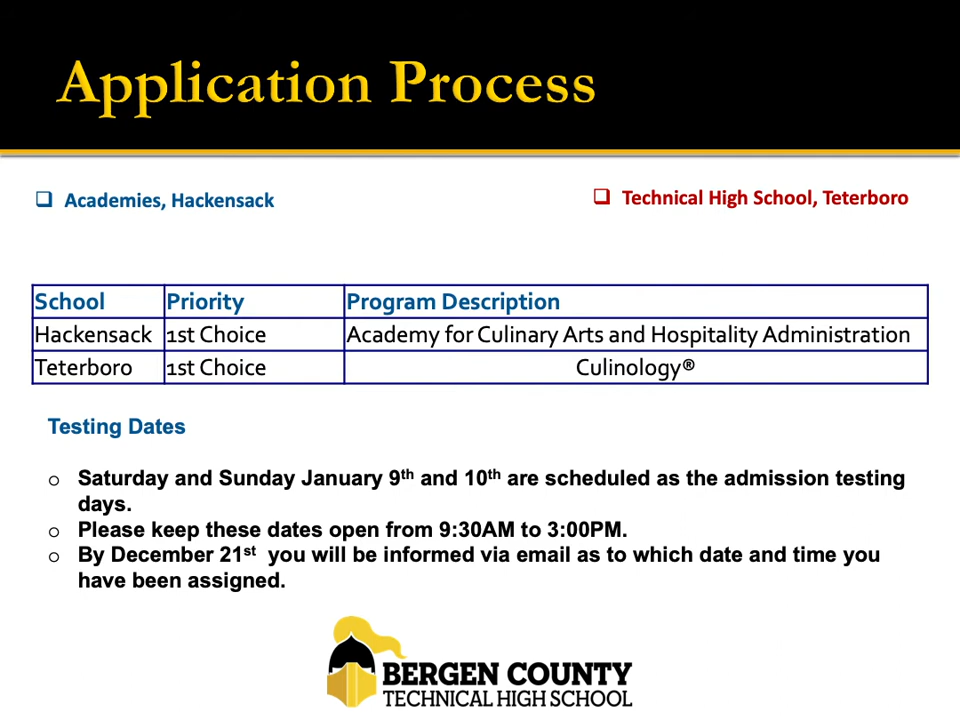 Application Process
❑ Academies, Hackensack
❑ Technical High School, Teterboro
School Priority Program Description
Hackensack 1st Choice Academy for Culinary Arts and Hospitality Administration
Teterboro 1st Choice Culinology®
Testing Dates
o Saturday and Sunday January 9th and 10th are scheduled as the admission testing
days.
o Please keep these dates open from 9:30AM to 3:00PM.
o By December 21st you will be informed via email as to which date and time you
have been assigned.
BERGEN COUNTY
TECHNICAL HIGH SCHOOL